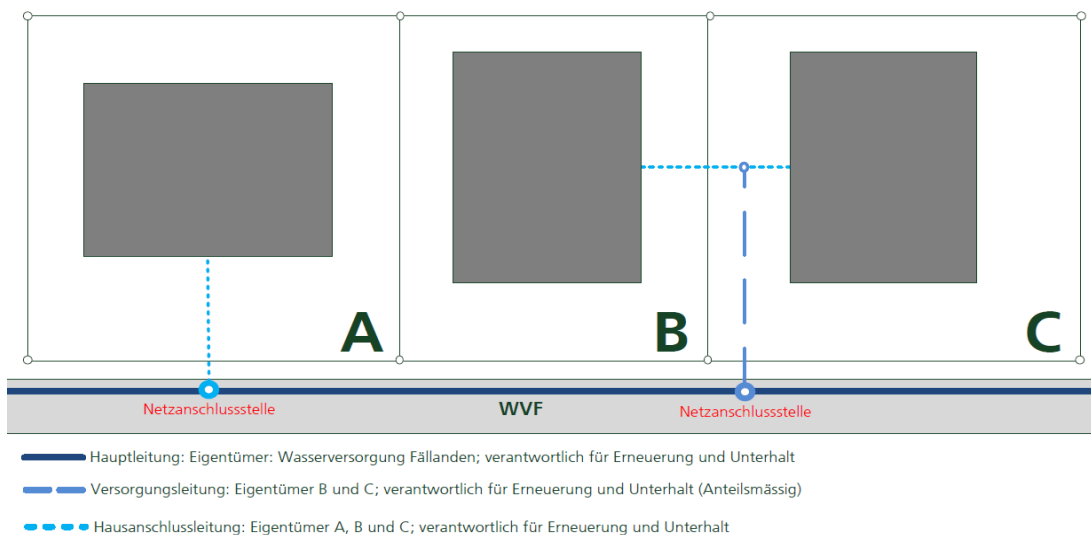 A B C
Netzanschlussstelle WVF Netzanschlussstelle
Hauptleitung: Eigentümer: Wasserversorgung Fällanden; verantwortlich für Erneuerung und Unterhalt
Versorgungsleitung: Eigentümer B und C; verantwortlich für Erneuerung und Unterhalt (Anteilsmässig)
Hausanschlussleitung: Eigentümer A, B und C; verantwortlich für Erneuerung und Unterhalt